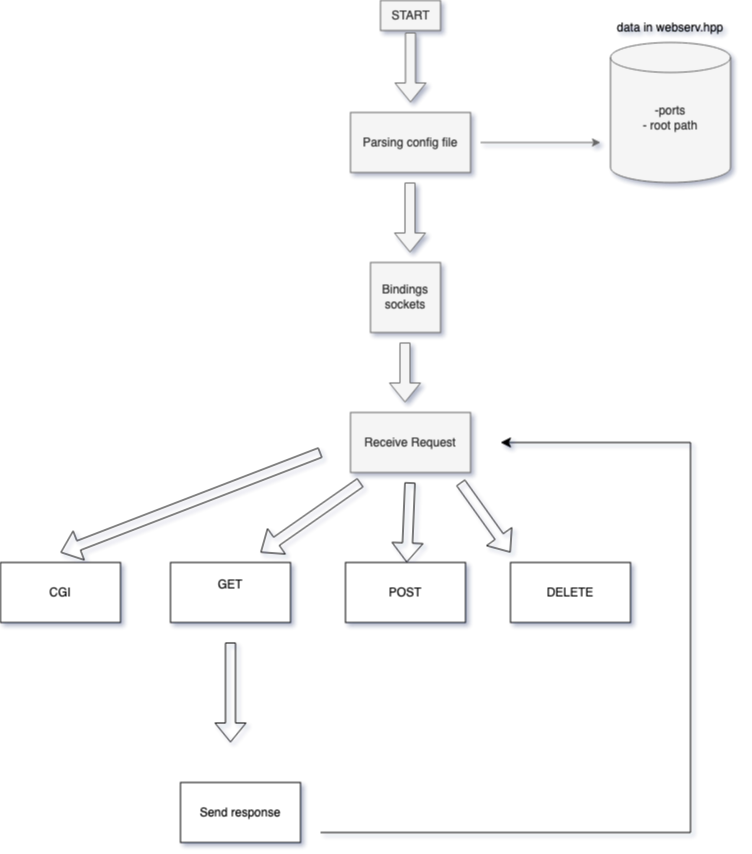 START
data in webserv.hpp
-ports
- root path
Parsing config file
Bindings
sockets
Receive Request
CGI
GET
POST
DELETE
Send response